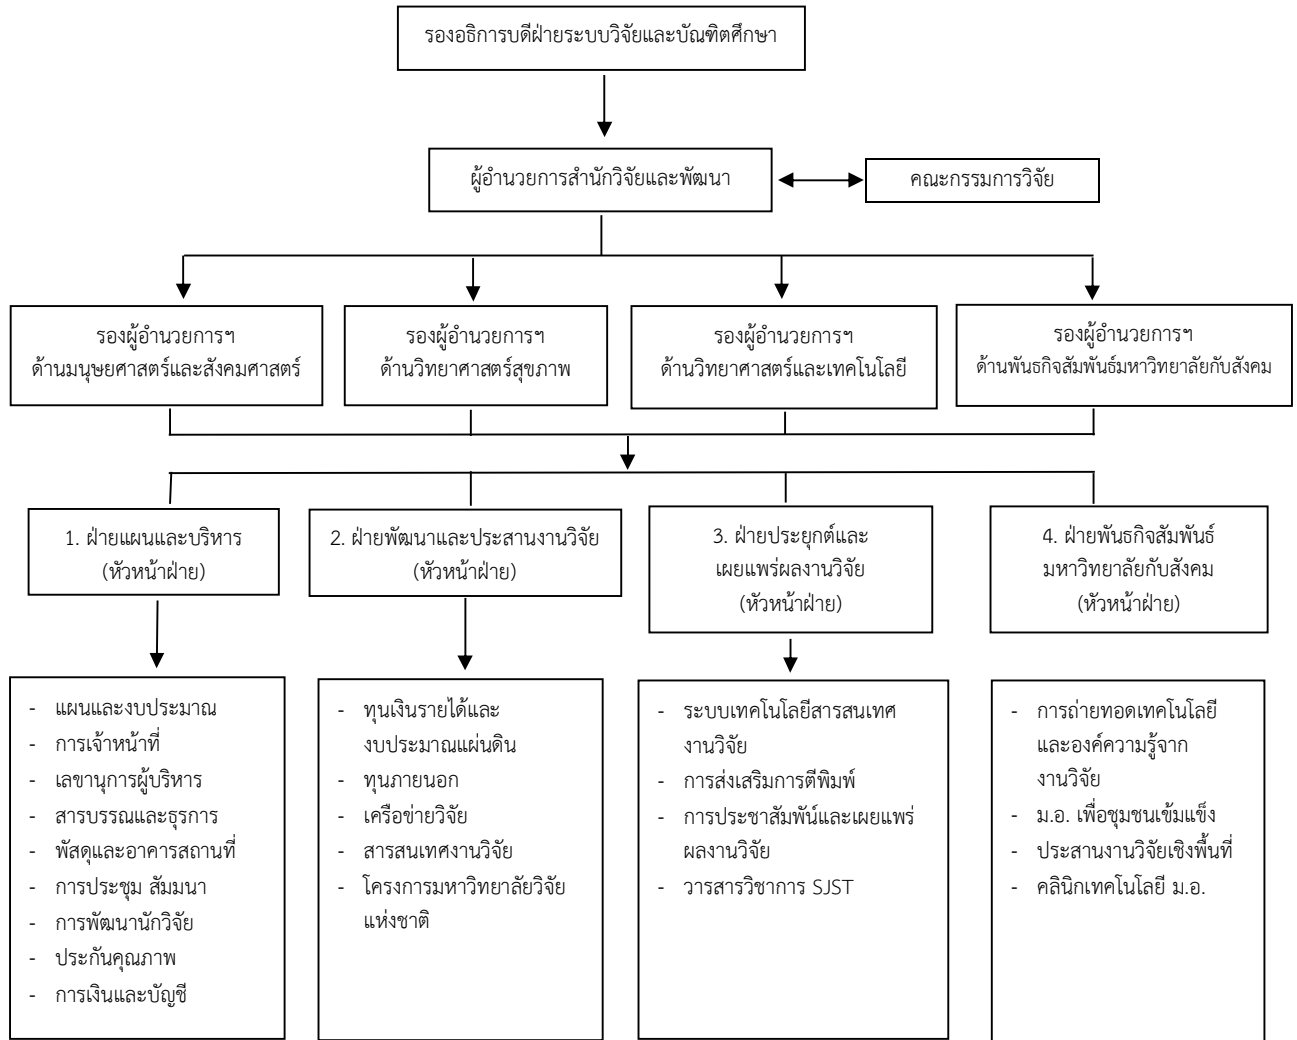 รองอธิการบดีฝ่ายระบบวิจัยและบัณฑิตศึกษา
ผู้อำนวยการสำนักวิจัยและพัฒนา
คณะกรรมการวิจัย
รองผู้อำนวยการฯ
ด้านมนุษยศาสตร์และสังคมศาสตร์
รองผู้อำนวยการฯ
ด้านวิทยาศาสตร์สุขภาพ
รองผู้อำนวยการฯ
ด้านวิทยาศาสตร์และเทคโนโลยี
รองผู้อำนวยการฯ
ด้านพันธกิจสัมพันธ์มหาวิทยาลัยกับสังคม
1. ฝ่ายแผนและบริหาร
(หัวหน้าฝ่าย)
2. ฝ่ายพัฒนาและประสานงานวิจัย
(หัวหน้าฝ่าย)
3. ฝ่ายประยุกต์และ
เผยแพร่ผลงานวิจัย
(หัวหน้าฝ่าย)
4. ฝ่ายพันธกิจสัมพันธ์
มหาวิทยาลัยกับสังคม
(หัวหน้าฝ่าย)
- แผนและงบประมาณ
- การเจ้าหน้าที่
- เลขานุการผู้บริหาร
- สารบรรณและธุรการ
- พัสดุและอาคารสถานที่
- การประชุม สัมมนา
- การพัฒนานักวิจัย
- ประกันคุณภาพ
- การเงินและบัญชี
- ทุนเงินรายได้และ
งบประมาณแผ่นดิน
- ทุนภายนอก
- เครือข่ายวิจัย
- สารสนเทศงานวิจัย
- โครงการมหาวิทยาลัยวิจัย
แห่งชาติ
- ระบบเทคโนโลยีสารสนเทศ
งานวิจัย
- การส่งเสริมการตีพิมพ์
- การประชาสัมพันธ์และเผยแพร่
ผลงานวิจัย
- วารสารวิชาการ SJST
- การถ่ายทอดเทคโนโลยี
และองค์ความรู้จาก
งานวิจัย
- ม.อ. เพื่อชุมชนเข้มแข็ง
- ประสานงานวิจัยเชิงพื้นที่
- คลินิกเทคโนโลยี ม.อ.